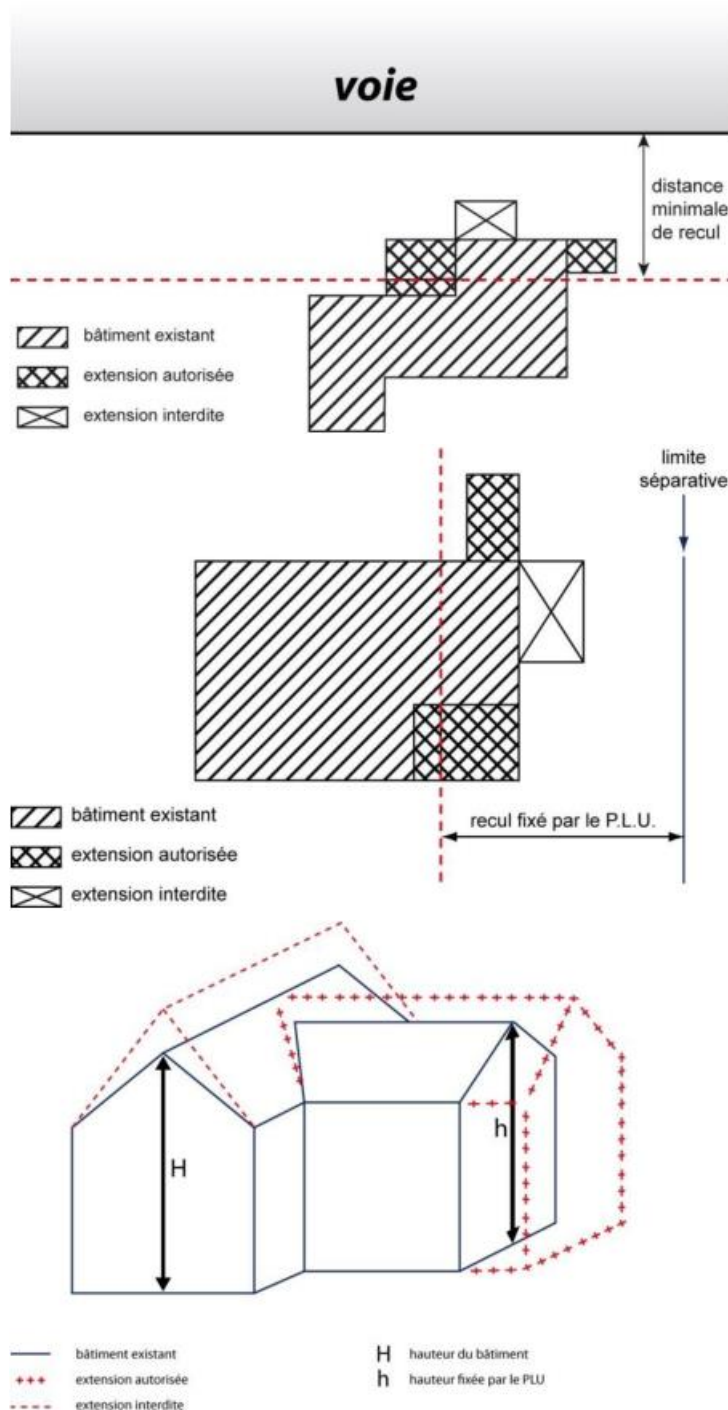 voie
distance
minimale
de recul
bâtiment existant
extension autorisée
extension interdite
limite
séparative
bâtiment existant
recul fixé par le P.L.U.
extension autorisée
extension interdite
H
h
bâtiment existant
H hauteur du bâtiment
extension autorisée
h hauteur fixée par le PLU
extension interdite